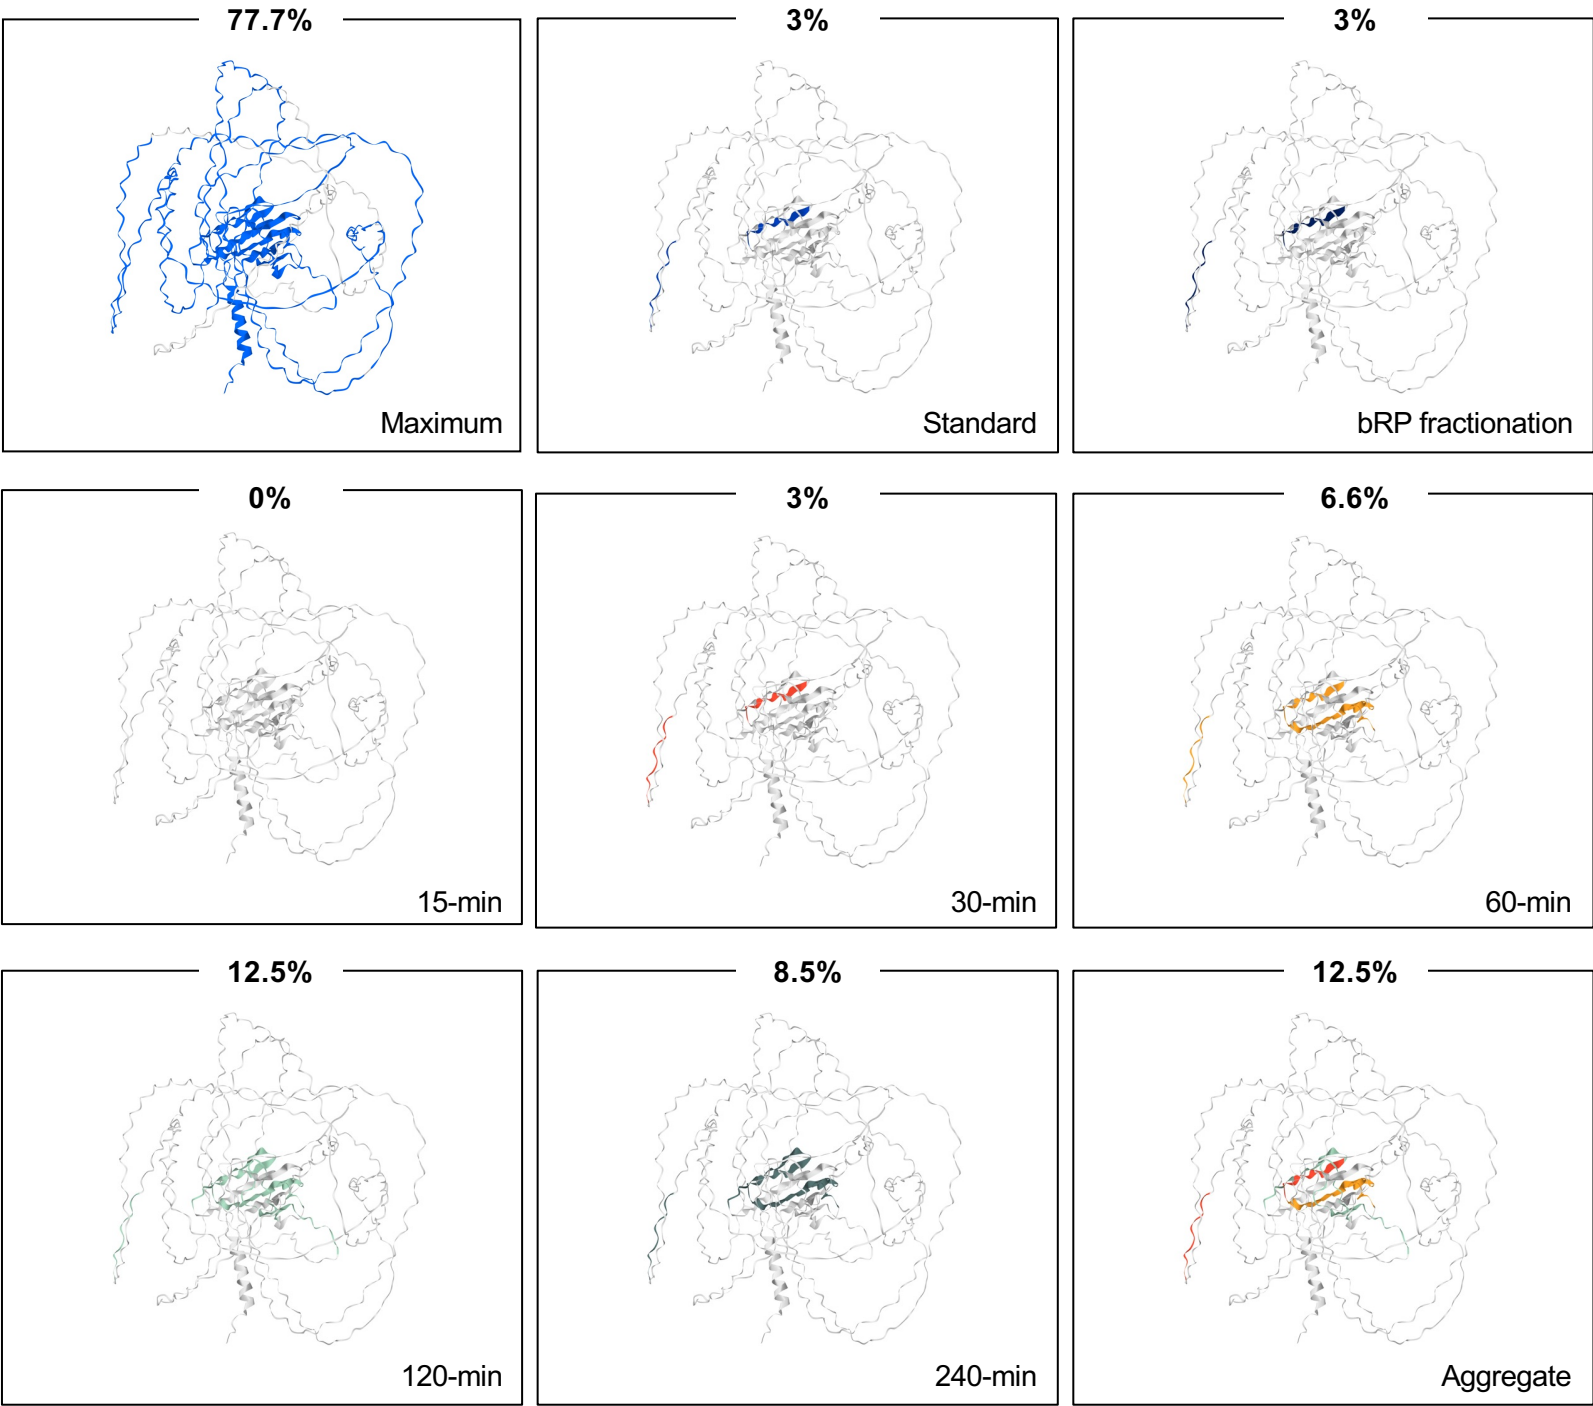 77.7%
3%
3%
Maximum
Standard
bRP fractionation
0%
3%
6.6%
15-min
30-min
60-min
12.5%
8.5%
12.5%
120-min
240-min
Aggregate